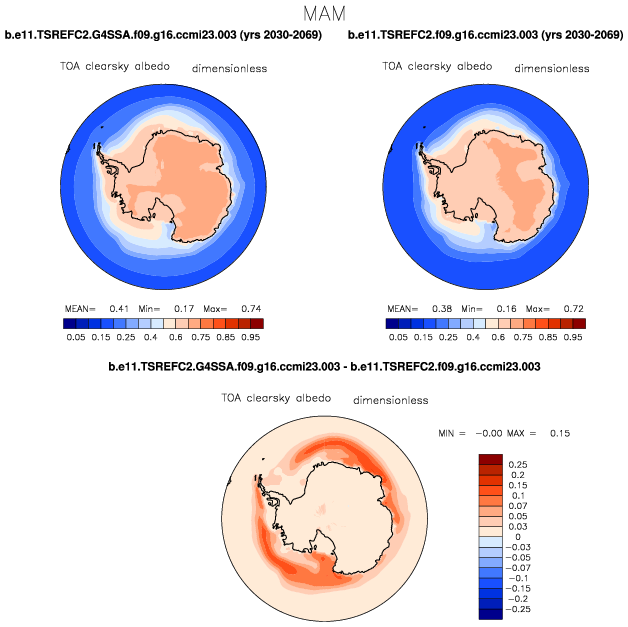 MAM
b.e11.TSREFC2.G4SSA.f09.g16.ccmi23.003 (yrs 2030-2069)
b.e11.TSREFC2.f09.g16.ccmi23.003 (yrs 2030-2069)
TOA clearsky albedo dimensionless
TOA clearsky albedo dimensionless
MEAN= 0.41 Min= 0.17 Max= 0.74
0.05 0.15 0.25 0.4 0.6 0.75 0.85 0.95
MEAN= 0.38 Min= 0.16 Max= 0.72
0.05 0.15 0.25 0.4 0.6 0.75 0.85 0.95
b.e11.TSREFC2.G4SSA.f09.g16.ccmi23.003 - b.e11.TSREFC2.f09.g16.ccmi23.003
TOA clearsky albedo dimensionless
MIN = -0.00 MAX = 0.15
0.25
0.2
0.15
0.1
0.07
0.05
0.03
0
-0.03
-0.05
-0.07
-0.1
-0.15
-0.2
-0.25